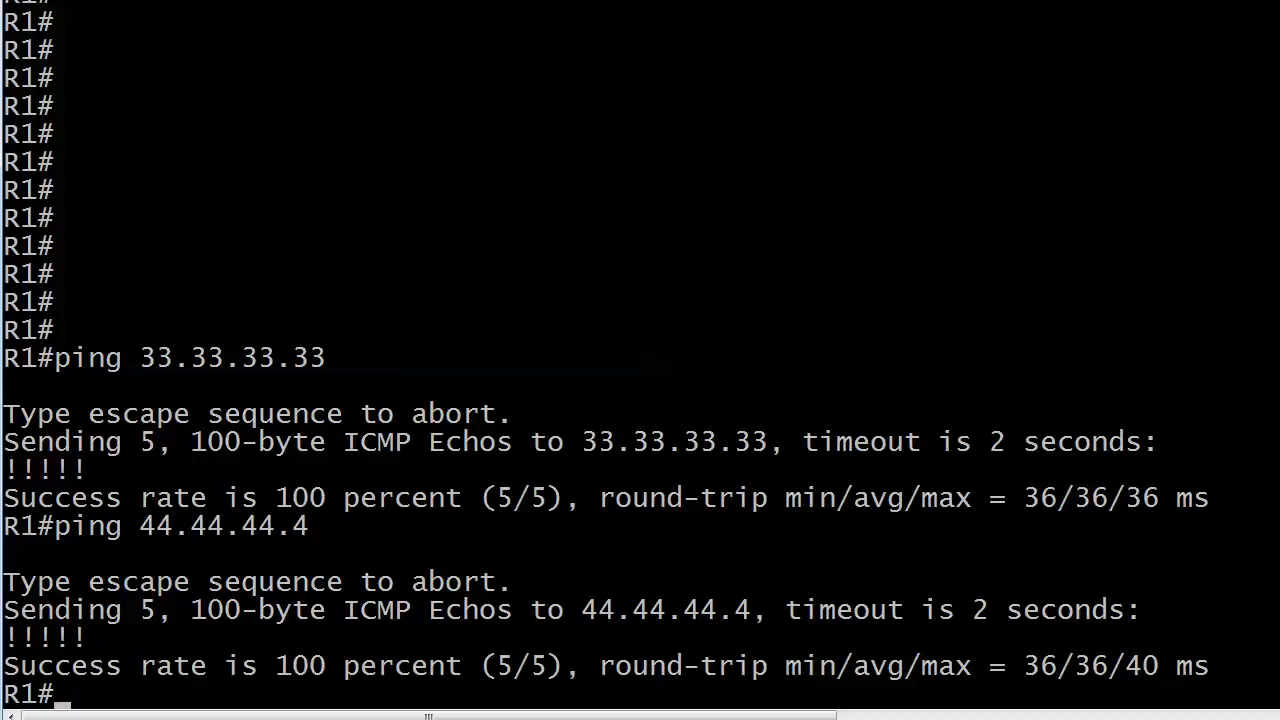 R1#
R1#
R1#
R1#
R1#
R1#
R1#
R1#
R1#
R1#
R1#
R1#
R1#
R1#ping 33.33.33.33
Type escape sequence to abort.
Sending 5, 100-byte ICMP Echos to 33.33.33.33, timeout is 2 seconds:
!!!!!
Success rate is 100 percent (5/5), round-trip min/avg/max = 36/36/36 ms
R1#ping 44.44.44.4
Type escape sequence to abort.
Sending 5, 100-byte ICMP Echos to 44.44.44.4, timeout is 2 seconds:
!!!!!
Success rate is 100 percent (5/5), round-trip min/avg/max = 36/36/40 ms
R1#